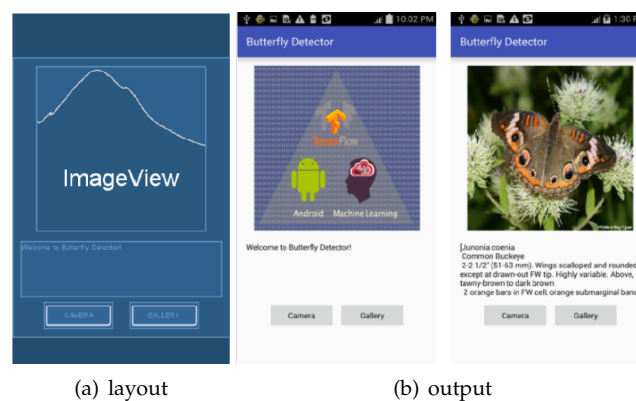 ImageView
Welcome to Butterfly Detector!
CAMERA
GALLERY
10:02 PM
Butterfly Detector
TensorFlow
Android
Machine Learning
Welcome to Butterfly Detector!
Camera
Gallery
1:30 P
Butterfly Detector
[Junonia coenia
Common Buckeye
2-2 1/2" (51-63 mm). Wings scalloped and rounded
except at drawn-out FW tip. Highly variable. Above,
tawny-brown to dark brown
2 orange bars in FW cell, orange submarginal band
Camera
Gallery
(a) layout
(b) output